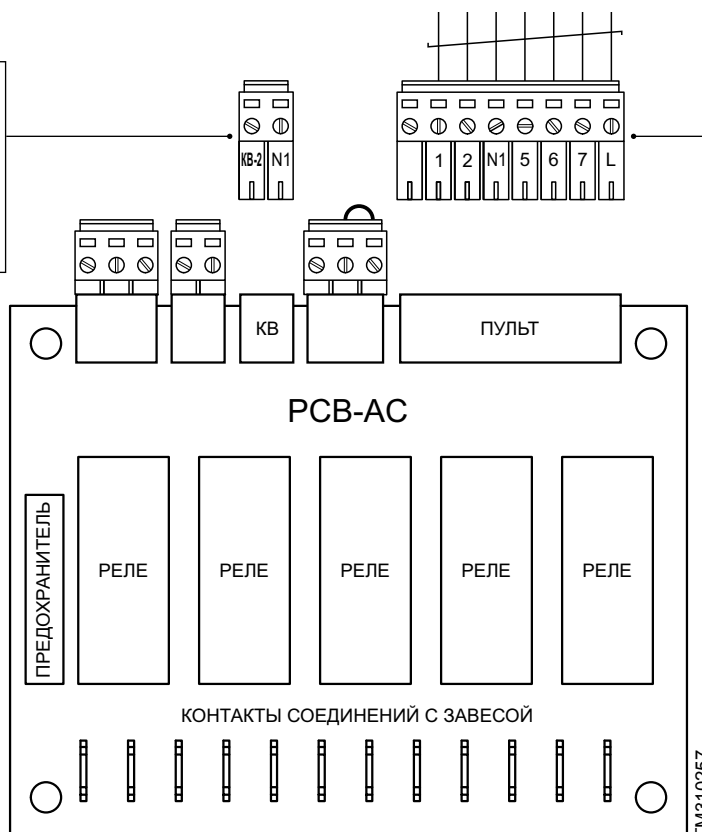 КВ-2 N1
1 2 N1 5 6 7 L
КВ
ПУЛЬТ
PCB-AC
ПРЕДОХРАНИТЕЛЬ
РЕЛЕ РЕЛЕ РЕЛЕ РЕЛЕ РЕЛЕ
КОНТАКТЫ СОЕДИНЕНИЙ С ЗАВЕСОЙ